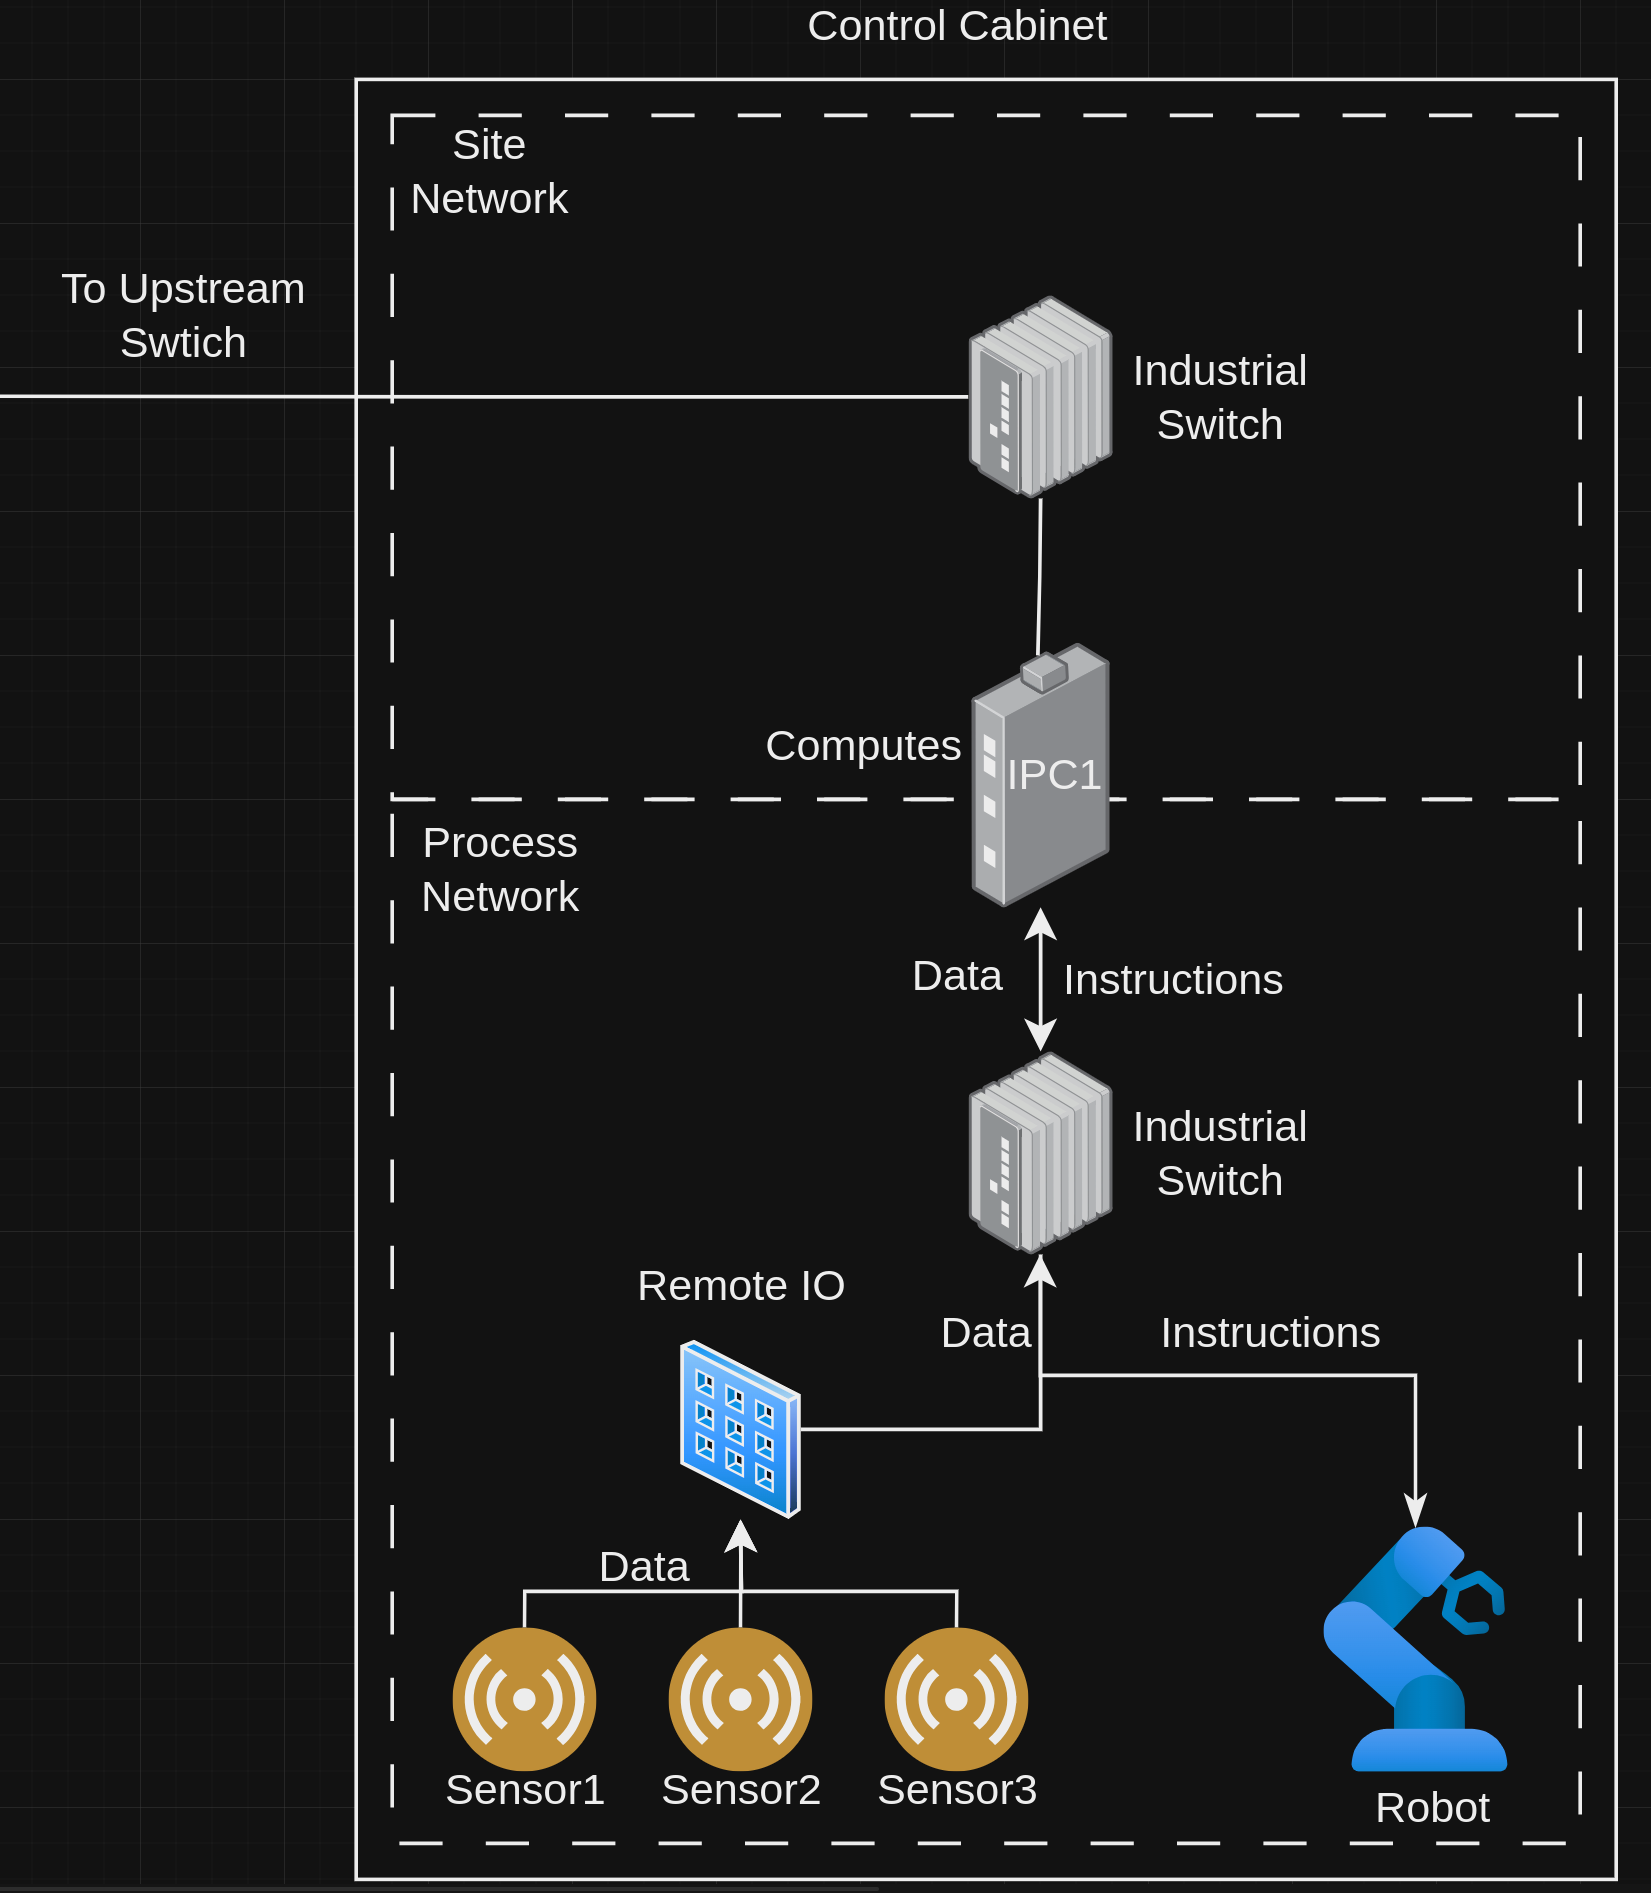 Control Cabinet
Site
Network
To Upstream
Swtich
Industrial
Switch
Computes
IPC1
Process
Network
Data
Instructions
Industrial
Switch
Remote IO
Data
Instructions
Data
Sensor1
Sensor2
Sensor3
Robot